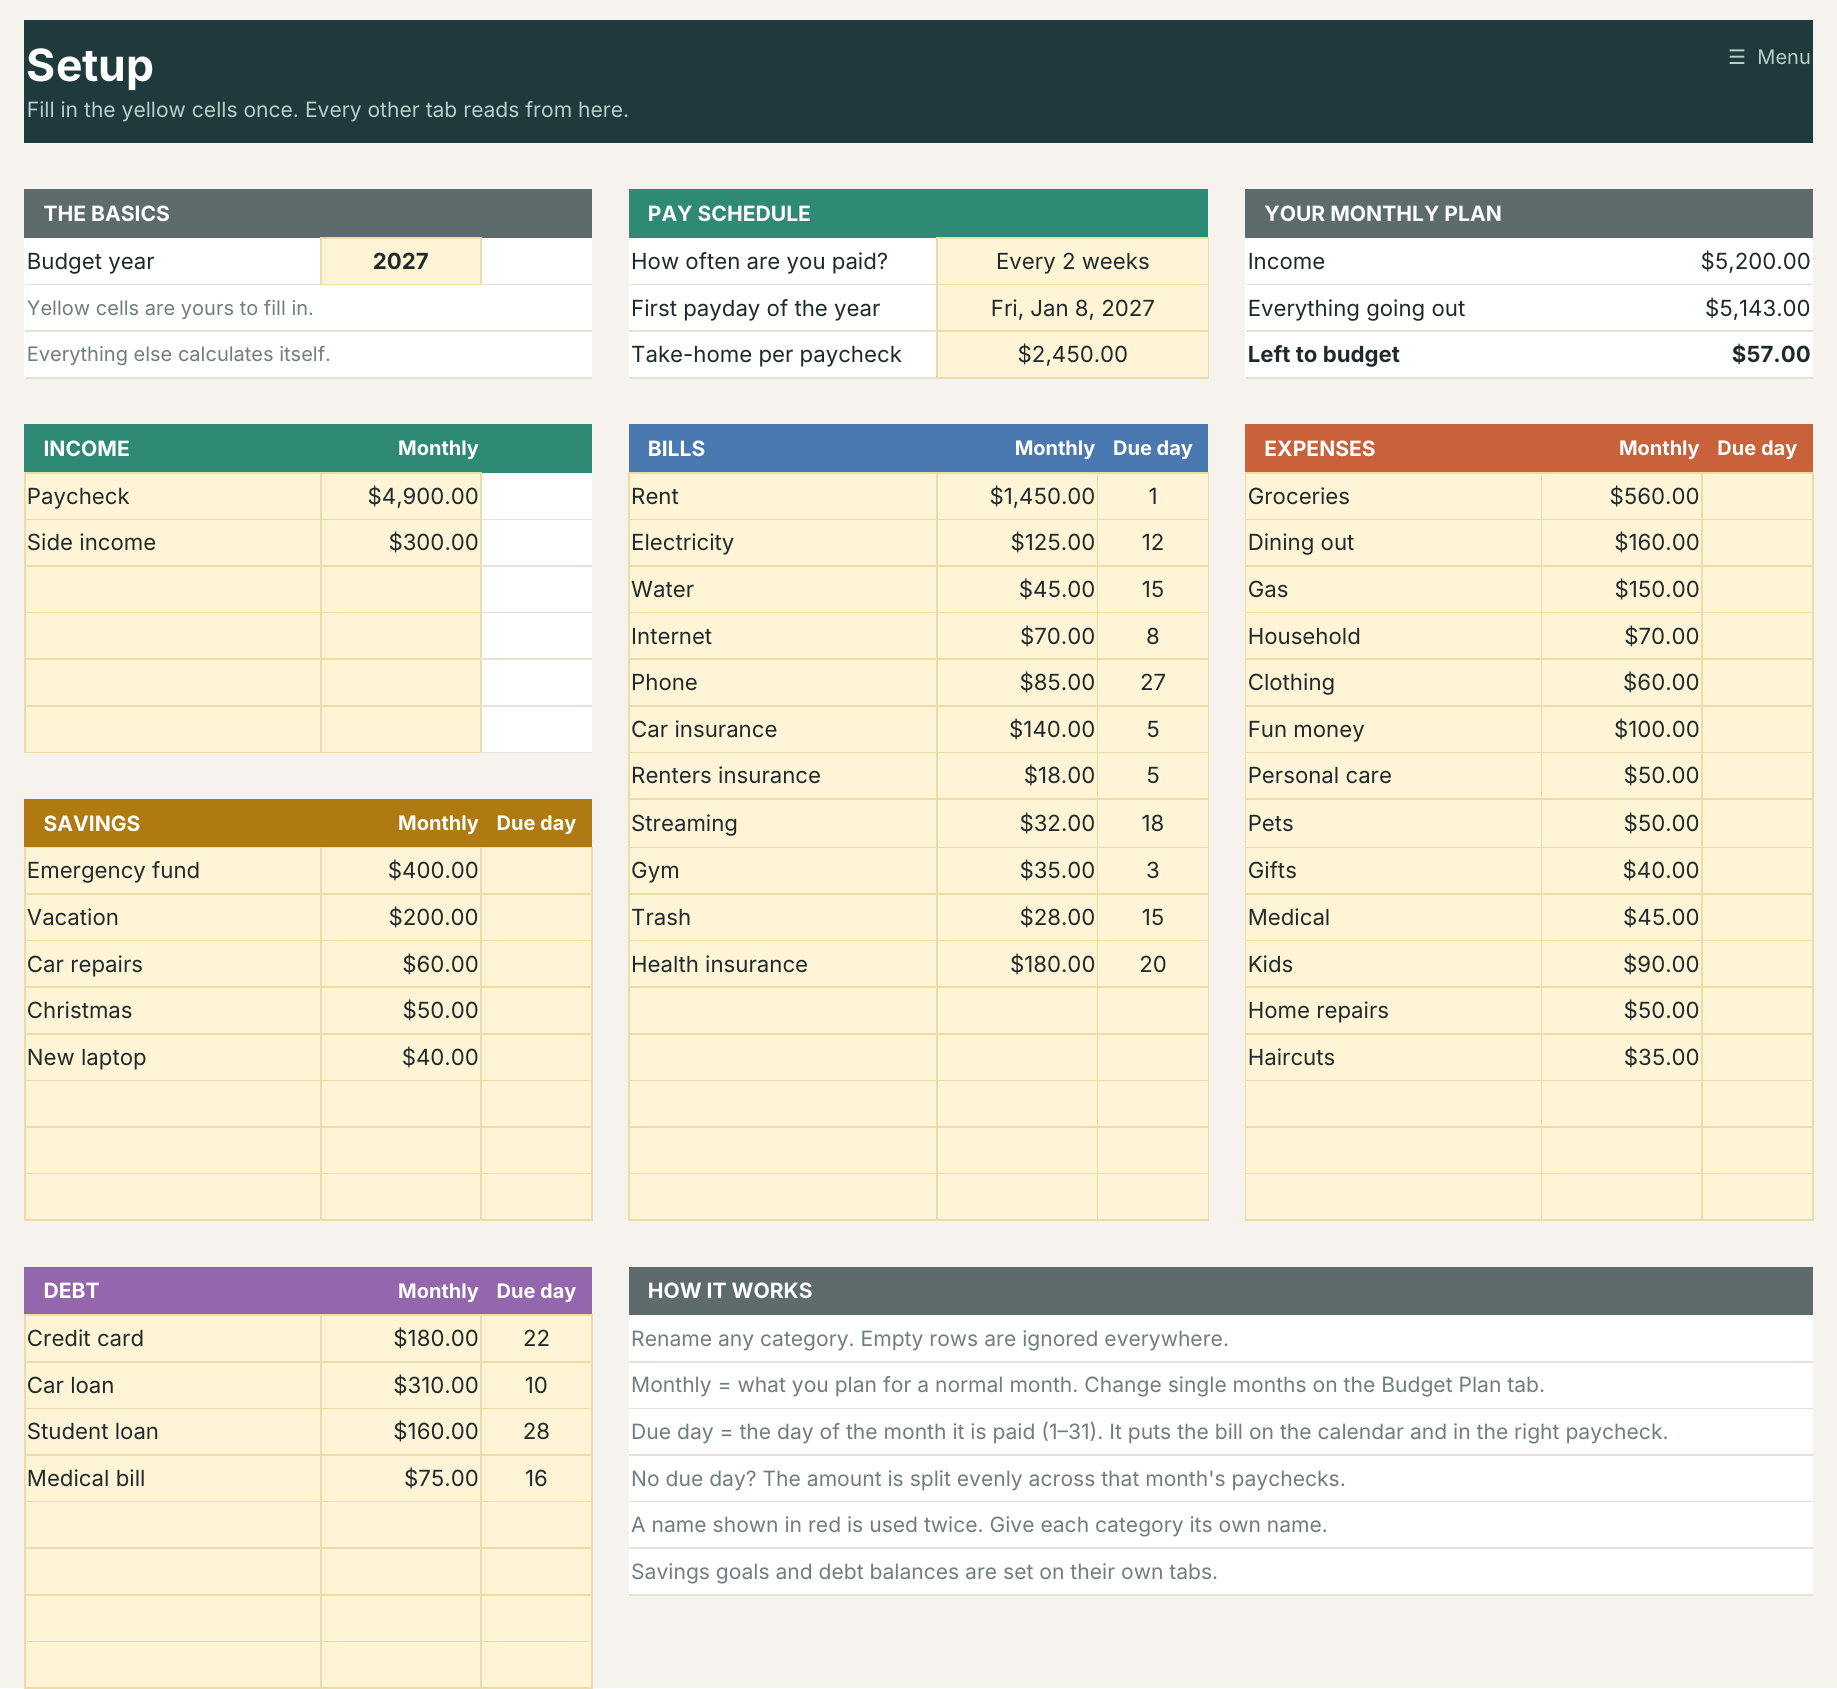 Setup
☰ Menu
Fill in the yellow cells once. Every other tab reads from here.
THE BASICS
Budget year 2027
Yellow cells are yours to fill in.
Everything else calculates itself.
PAY SCHEDULE
How often are you paid? Every 2 weeks
First payday of the year Fri, Jan 8, 2027
Take-home per paycheck $2,450.00
YOUR MONTHLY PLAN
Income $5,200.00
Everything going out $5,143.00
Left to budget $57.00
INCOME Monthly
Paycheck $4,900.00
Side income $300.00
SAVINGS Monthly Due day
Emergency fund $400.00
Vacation $200.00
Car repairs $60.00
Christmas $50.00
New laptop $40.00
BILLS Monthly Due day
Rent $1,450.00 1
Electricity $125.00 12
Water $45.00 15
Internet $70.00 8
Phone $85.00 27
Car insurance $140.00 5
Renters insurance $18.00 5
Streaming $32.00 18
Gym $35.00 3
Trash $28.00 15
Health insurance $180.00 20
EXPENSES Monthly Due day
Groceries $560.00
Dining out $160.00
Gas $150.00
Household $70.00
Clothing $60.00
Fun money $100.00
Personal care $50.00
Pets $50.00
Gifts $40.00
Medical $45.00
Kids $90.00
Home repairs $50.00
Haircuts $35.00
DEBT Monthly Due day
Credit card $180.00 22
Car loan $310.00 10
Student loan $160.00 28
Medical bill $75.00 16
HOW IT WORKS
Rename any category. Empty rows are ignored everywhere.
Monthly = what you plan for a normal month. Change single months on the Budget Plan tab.
Due day = the day of the month it is paid (1–31). It puts the bill on the calendar and in the right paycheck.
No due day? The amount is split evenly across that month's paychecks.
A name shown in red is used twice. Give each category its own name.
Savings goals and debt balances are set on their own tabs.